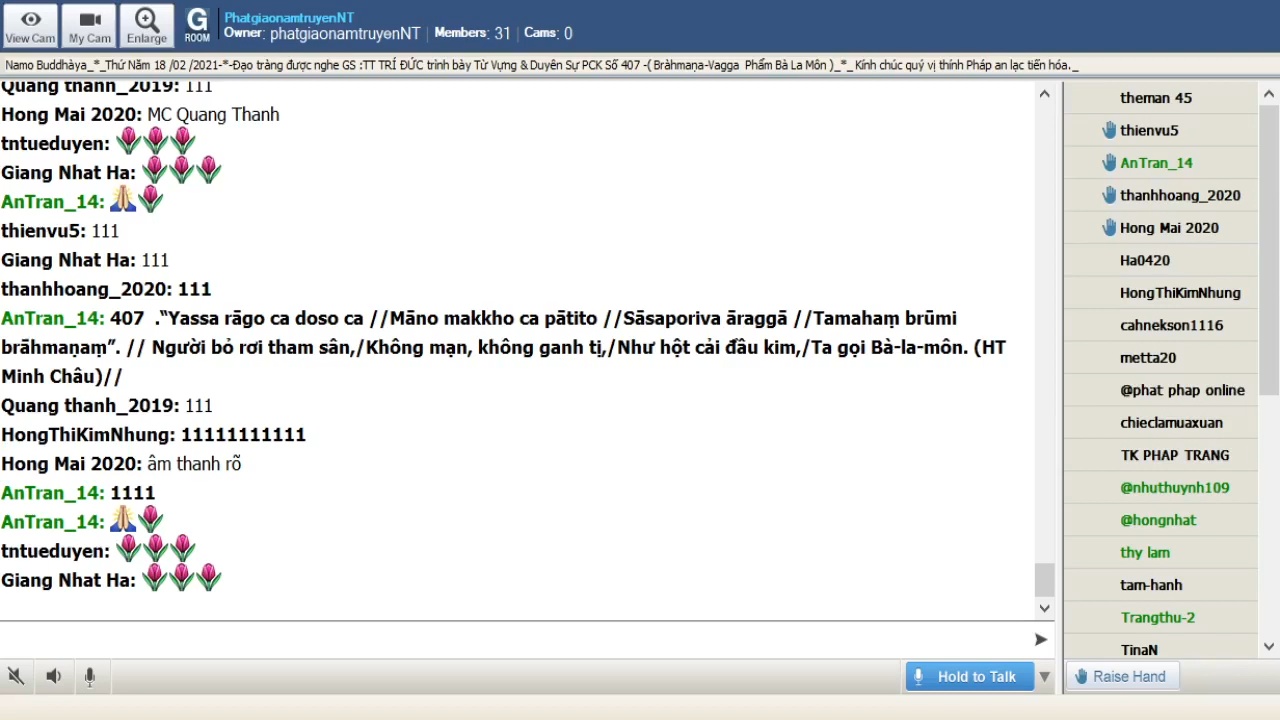 View Cam
My Cam
Enlarge
G
ROOM
PhatgiaonamtruyenNT
Owner: phatgiaonamtruyenNT | Members: 31 | Cams: 0
Namo Buddhàya_*_Thứ Năm 18 /02 /2021-*-Đạo tràng được nghe GS :TT TRÍ ĐỨC trình bày Từ Vựng & Duyên Sự PCK Số 407 -( Bràhmaṇa-Vagga Phẩm Bà La Môn )_*_ Kính chúc quý vị thính Pháp an lạc tiến hóa._
Quang thanh_2019: 111
Hong Mai 2020: MC Quang Thanh
tntueduyen:
Giang Nhat Ha:
AnTran_14:
thienvu5: 111
Giang Nhat Ha: 111
thanhhoang_2020: 111
AnTran_14: 407 .“Yassa rāgo ca doso ca //Māno makkho ca pātito //Sāsaporiva āraggā //Tamahaṃ brūmi
brāhmaṇaṃ”. // Người bỏ rơi tham sân,/Không mạn, không ganh tị,/Như hột cải đầu kim,/Ta gọi Bà-la-môn. (HT
Minh Châu)//
Quang thanh_2019: 111
HongThiKimNhung: 11111111111
Hong Mai 2020: âm thanh rõ
AnTran_14: 1111
AnTran_14:
tntueduyen:
Giang Nhat Ha:
Hold to Talk
theman 45
thienvu5
AnTran_14
thanhhoang_2020
Hong Mai 2020
Ha0420
HongThiKimNhung
cahnekson1116
metta20
@phat phap online
chieclamuaxuan
TK PHAP TRANG
@nhuthuynh109
@hongnhat
thy lam
tam-hanh
Trangthu-2
TinaN
Raise Hand